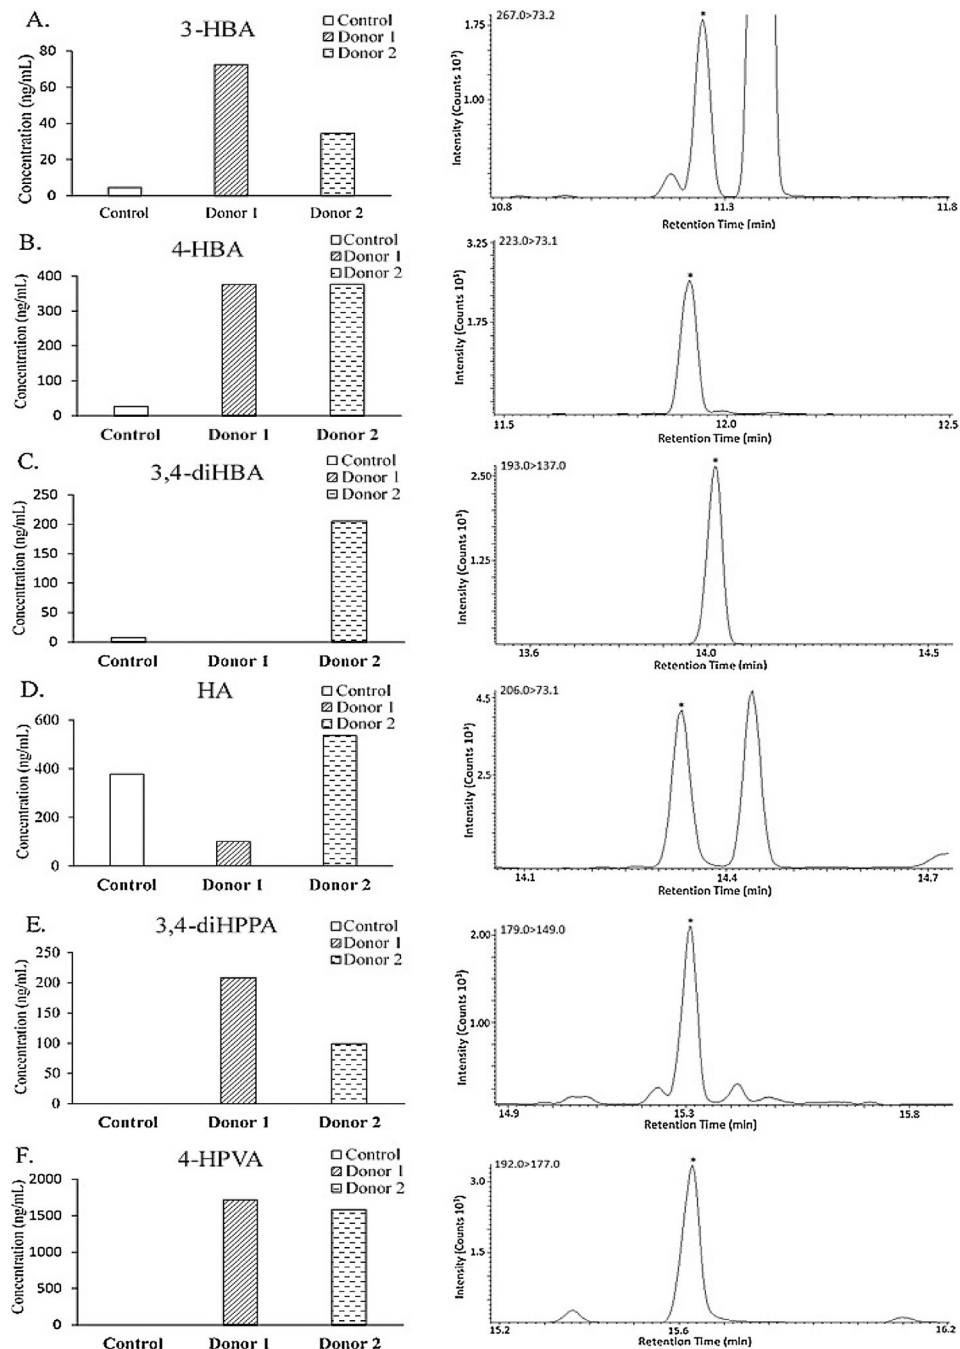 A.
3-HBA
Control
Donor 1
Donor 2
Concentration (ng/mL)
80
60
40
20
0
Control Donor 1 Donor 2
267.0>73.2
1.75
1.00
Intensity (Counts 10³)
10.8 11.3 11.8
Retention Time (min)
B.
4-HBA
Control
Donor 1
Donor 2
Concentration (ng/mL)
400
300
200
100
0
Control Donor 1 Donor 2
3.25
223.0>73.1
1.75
Intensity (Counts 10³)
11.5 12.0 12.5
Retention Time (min)
C.
3,4-diHBA
Control
Donor 1
Donor 2
Concentration (ng/mL)
250
200
150
100
50
0
Control Donor 1 Donor 2
193.0>137.0
2.50
1.25
Intensity (Counts 10³)
13.6 14.0 14.5
Retention Time (min)
D.
HA
Control
Donor 1
Donor 2
Concentration (ng/mL)
600
400
200
0
Control Donor 1 Donor 2
206.0>73.1
4.5
2.5
Intensity (Counts 10³)
14.1 14.4 14.7
Retention Time (min)
E.
3,4-diHPPA
Control
Donor 1
Donor 2
Concentration (ng/mL)
250
200
150
100
50
0
Control Donor 1 Donor 2
179.0>149.0
2.00
1.00
Intensity (Counts 10³)
14.9 15.3 15.8
Retention Time (min)
F.
4-HPVA
Control
Donor 1
Donor 2
Concentration (ng/mL)
2000
1500
1000
500
0
Control Donor 1 Donor 2
192.0>177.0
3.0
1.5
Intensity (Counts 10³)
15.2 15.6 16.2
Retention Time (min)